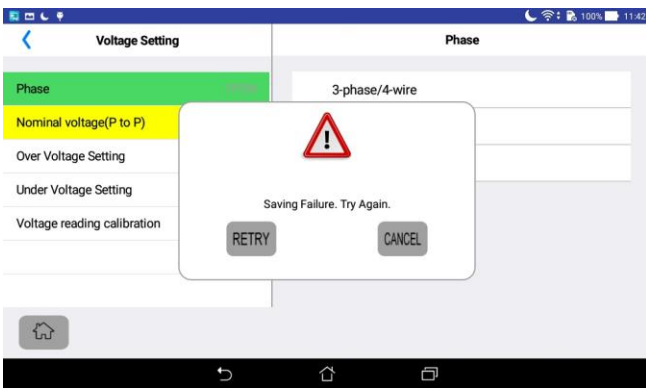 100% 11:42
Voltage Setting
Phase
Phase
3-phase/4-wire
Nominal voltage(P to P)
Over Voltage Setting
Under Voltage Setting
Voltage reading calibration
Saving Failure. Try Again.
RETRY
CANCEL